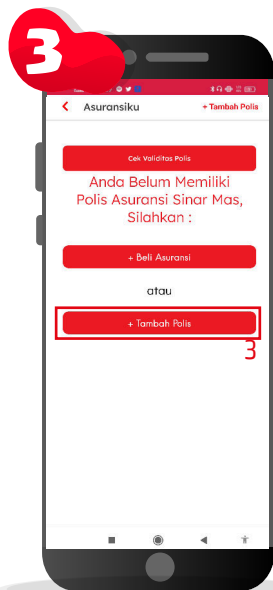 3
Asuransiku
+ Tambah Polis
Cek Validitas Polis
Anda Belum Memiliki
Polis Asuransi Sinar Mas,
Silahkan :
+ Beli Asuransi
atau
+ Tambah Polis
3